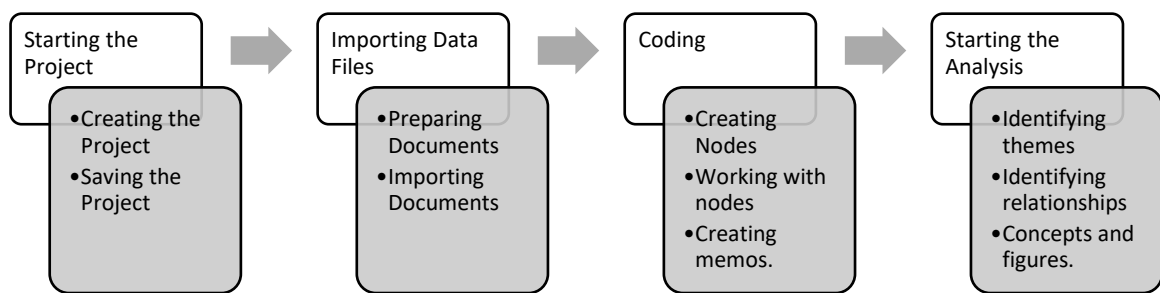 Starting the
Project
•Creating the
Project
•Saving the
Project
Importing Data
Files
•Preparing
Documents
•Importing
Documents
Coding
•Creating
Nodes
•Working with
nodes
•Creating
memos.
Starting the
Analysis
•Identifying
themes
•Identifying
relationships
•Concepts and
figures.